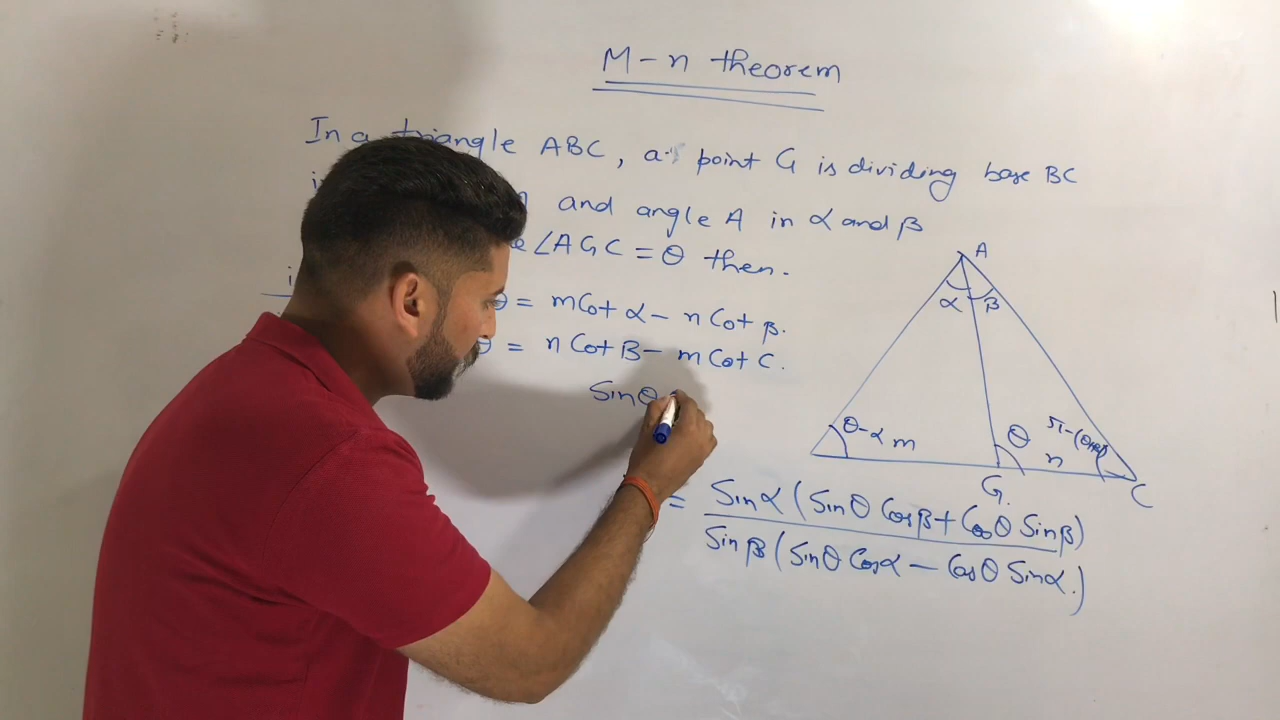 M-n theorem
In a triangle ABC, a point G is dividing base BC
and angle A in α and β
∠AGC = θ then.
= m Cot α - n Cot β.
= n Cot B - m Cot C.
Sinθ
A
α β
θ-α m
θ n π-(θ+β)
G. C
= Sinα (Sinθ Cosβ + Cosθ Sinβ)
Sinβ (Sinθ Cosα - Cosθ Sinα.)